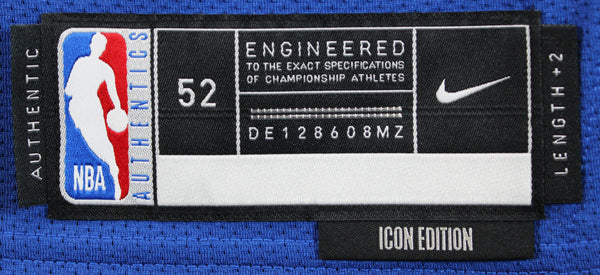 AUTHENTIC
NBA
AUTHENTICS
52
ENGINEERED
TO THE EXACT SPECIFICATIONS
OF CHAMPIONSHIP ATHLETES
DE128608MZ
LENGTH +2
ICON EDITION